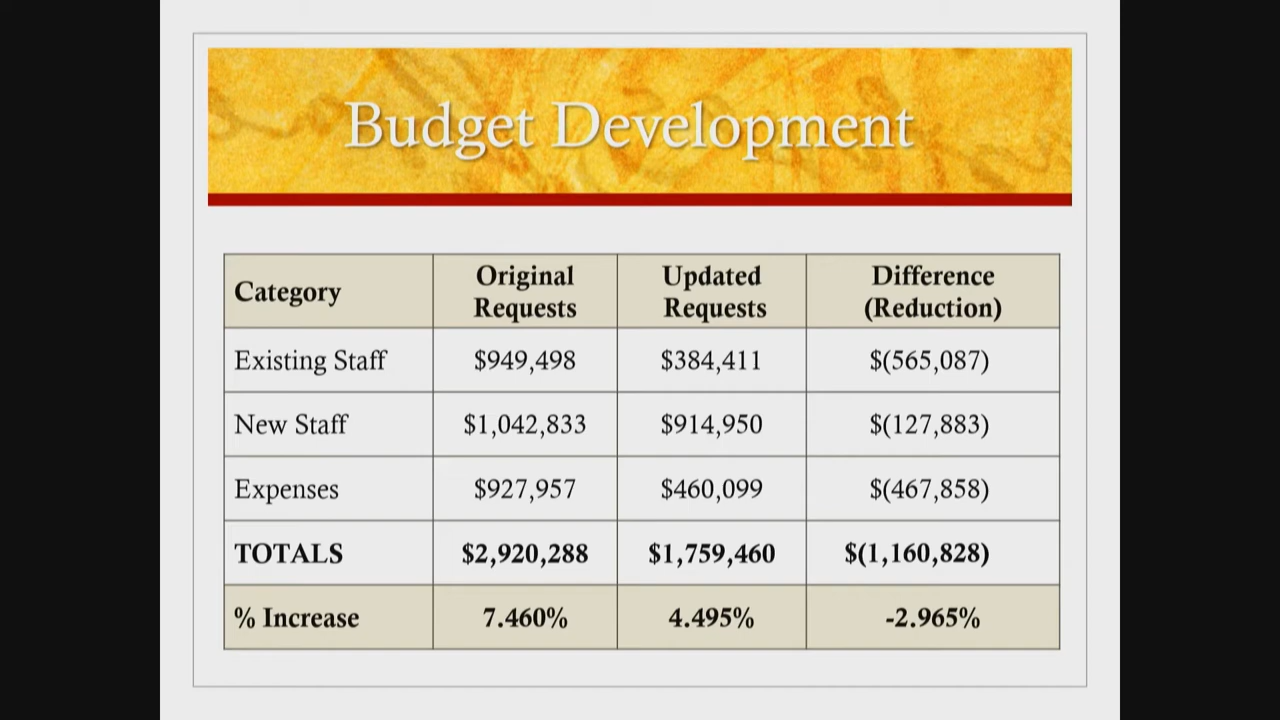 Budget Development
Category
Original
Requests
Updated
Requests
Difference
(Reduction)
Existing Staff $949,498 $384,411 $(565,087)
New Staff $1,042,833 $914,950 $(127,883)
Expenses $927,957 $460,099 $(467,858)
TOTALS $2,920,288 $1,759,460 $(1,160,828)
% Increase 7.460% 4.495% -2.965%